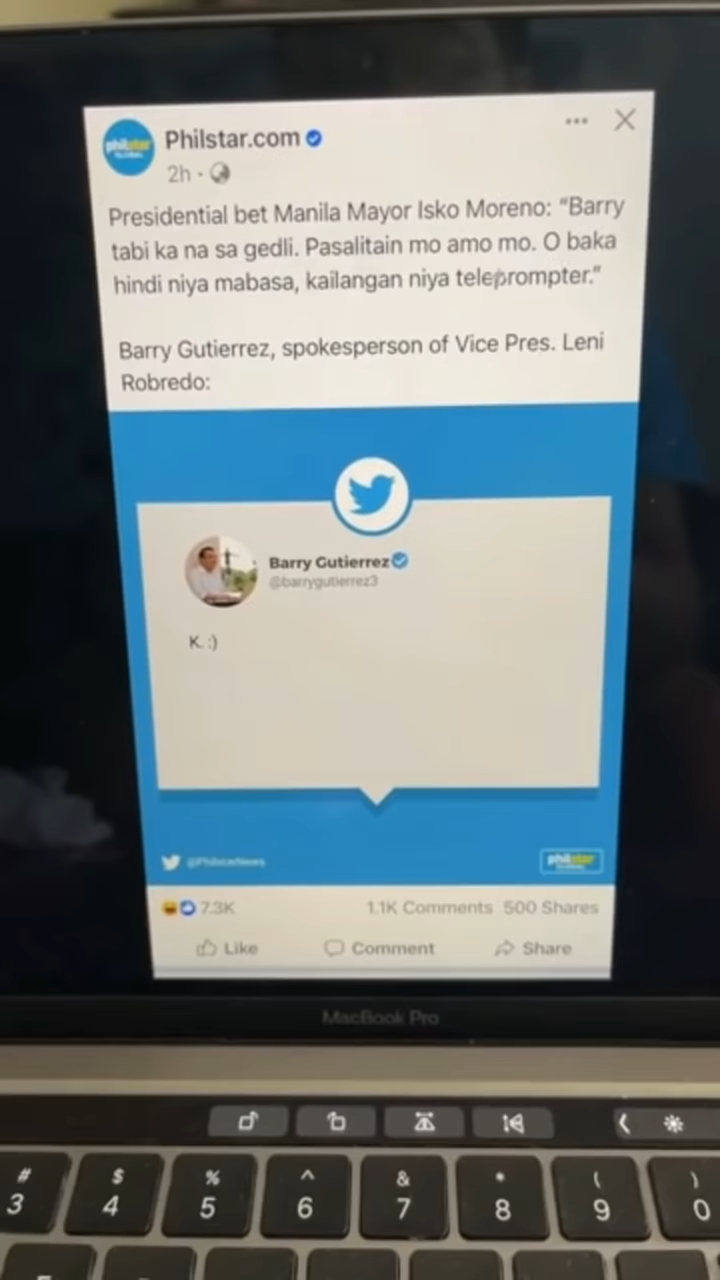 philstar
Philstar.com
2h
Presidential bet Manila Mayor Isko Moreno: “Barry
tabi ka na sa gedli. Pasalitain mo amo mo. O baka
hindi niya mabasa, kailangan niya teleprompter.”
Barry Gutierrez, spokesperson of Vice Pres. Leni
Robredo:
Barry Gutierrez
@barrygutierrez3
K. :)
@PhilstarNews
philstar
7.3K
1.1K Comments 500 Shares
Like Comment Share
MacBook Pro
# $ % ^ & * ( )
3 4 5 6 7 8 9 0